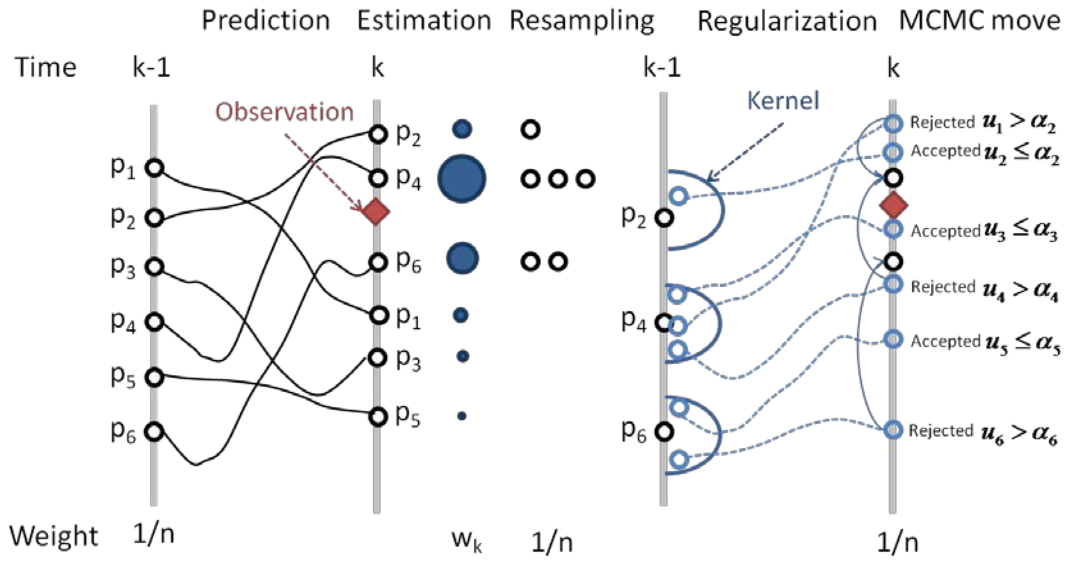 Prediction Estimation Resampling Regularization MCMC move
Time k-1 k k-1 k
Observation
Kernel
p1
p2
p3
p4
p5
p6
p2
p4
p6
p1
p3
p5
p2
p4
p6
Rejected u1 > α2
Accepted u2 ≤ α2
Accepted u3 ≤ α3
Rejected u4 > α4
Accepted u5 ≤ α5
Rejected u6 > α6
Weight 1/n wk 1/n 1/n